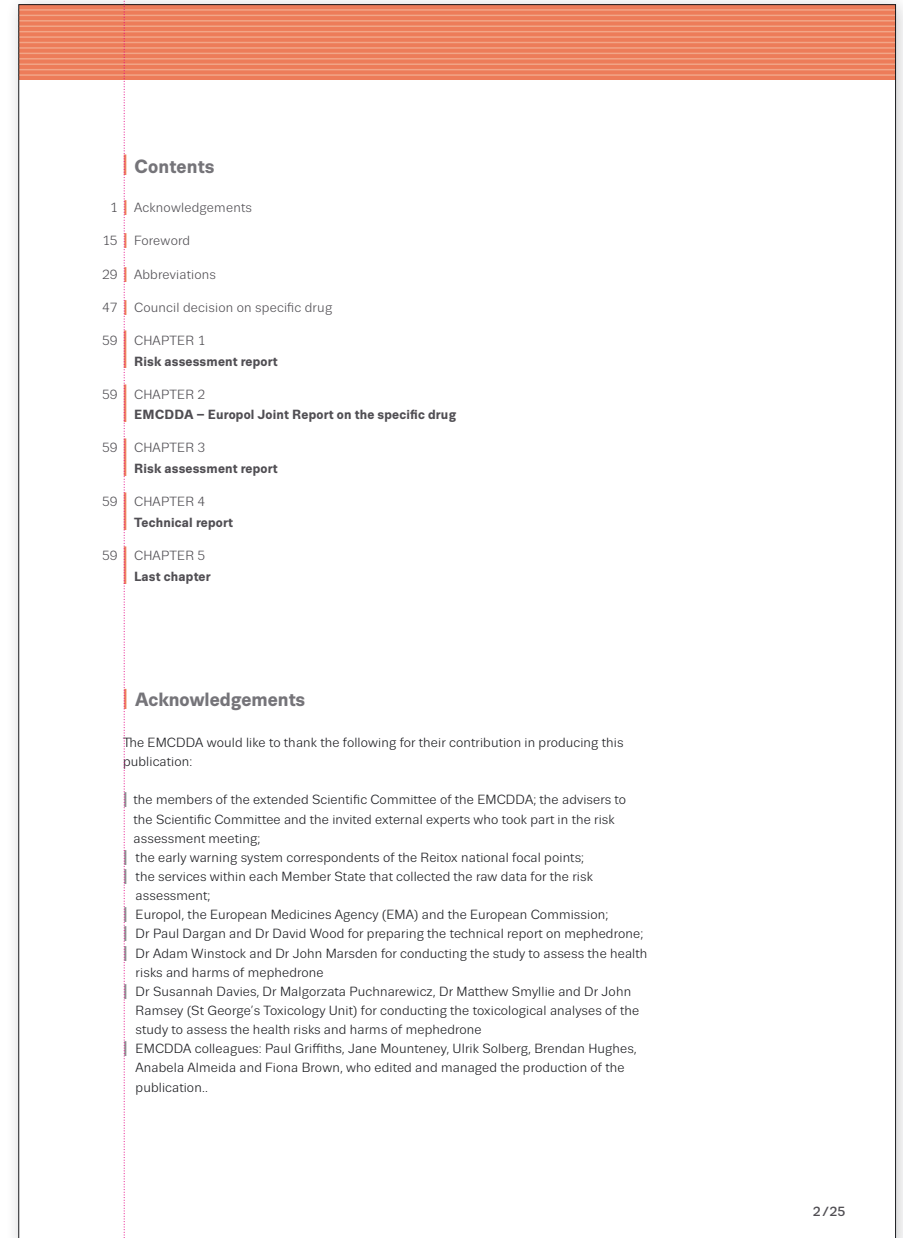 Contents
1 Acknowledgements
15 Foreword
29 Abbreviations
47 Council decision on specific drug
59 CHAPTER 1
Risk assessment report
59 CHAPTER 2
EMCDDA – Europol Joint Report on the specific drug
59 CHAPTER 3
Risk assessment report
59 CHAPTER 4
Technical report
59 CHAPTER 5
Last chapter
Acknowledgements
The EMCDDA would like to thank the following for their contribution in producing this
publication:
the members of the extended Scientific Committee of the EMCDDA; the advisers to
the Scientific Committee and the invited external experts who took part in the risk
assessment meeting;
the early warning system correspondents of the Reitox national focal points;
the services within each Member State that collected the raw data for the risk
assessment;
Europol, the European Medicines Agency (EMA) and the European Commission;
Dr Paul Dargan and Dr David Wood for preparing the technical report on mephedrone;
Dr Adam Winstock and Dr John Marsden for conducting the study to assess the health
risks and harms of mephedrone
Dr Susannah Davies, Dr Malgorzata Puchnarewicz, Dr Matthew Smyllie and Dr John
Ramsey (St George's Toxicology Unit) for conducting the toxicological analyses of the
study to assess the health risks and harms of mephedrone
EMCDDA colleagues: Paul Griffiths, Jane Mounteney, Ulrik Solberg, Brendan Hughes,
Anabela Almeida and Fiona Brown, who edited and managed the production of the
publication..
2/25